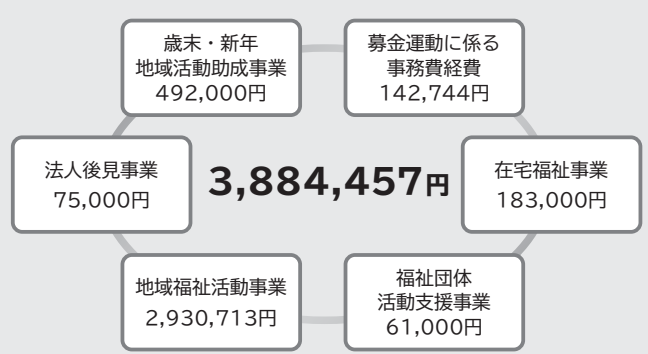 歳末・新年
地域活動助成事業
492,000円
募金運動に係る
事務費経費
142,744円
法人後見事業
75,000円
3,884,457円
在宅福祉事業
183,000円
地域福祉活動事業
2,930,713円
福祉団体
活動支援事業
61,000円